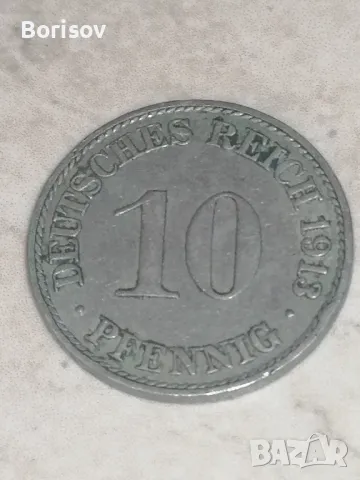 Borisov
DEUTSCHES REICH 1913
10
PFENNIG
BAZAR